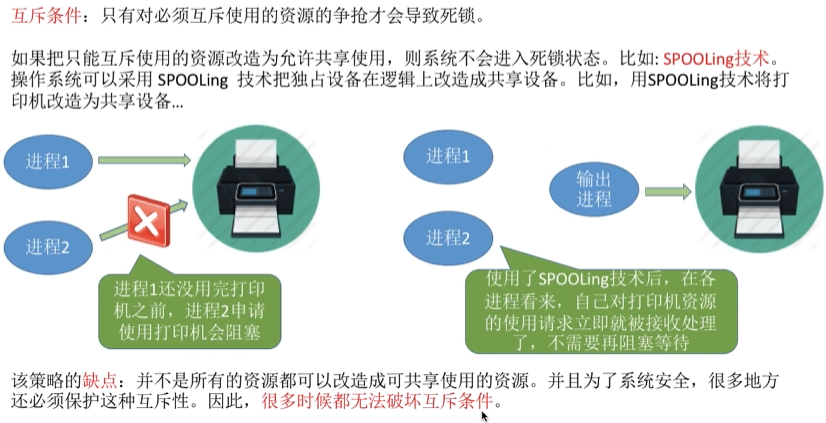 互斥条件：只有对必须互斥使用的资源的争抢才会导致死锁。
如果把只能互斥使用的资源改造为允许共享使用，则系统不会进入死锁状态。比如: SPOOLing技术。
操作系统可以采用 SPOOLing 技术把独占设备在逻辑上改造成共享设备。比如，用SPOOLing技术将打
印机改造为共享设备…
进程1
进程2
进程1还没用完打印
机之前，进程2申请
使用打印机会阻塞
进程1
进程2
输出
进程
使用了SPOOLing技术后，在各
进程看来，自己对打印机资源
的使用请求立即就被接收处理
了，不需要再阻塞等待
该策略的缺点：并不是所有的资源都可以改造成可共享使用的资源。并且为了系统安全，很多地方
还必须保护这种互斥性。因此，很多时候都无法破坏互斥条件。